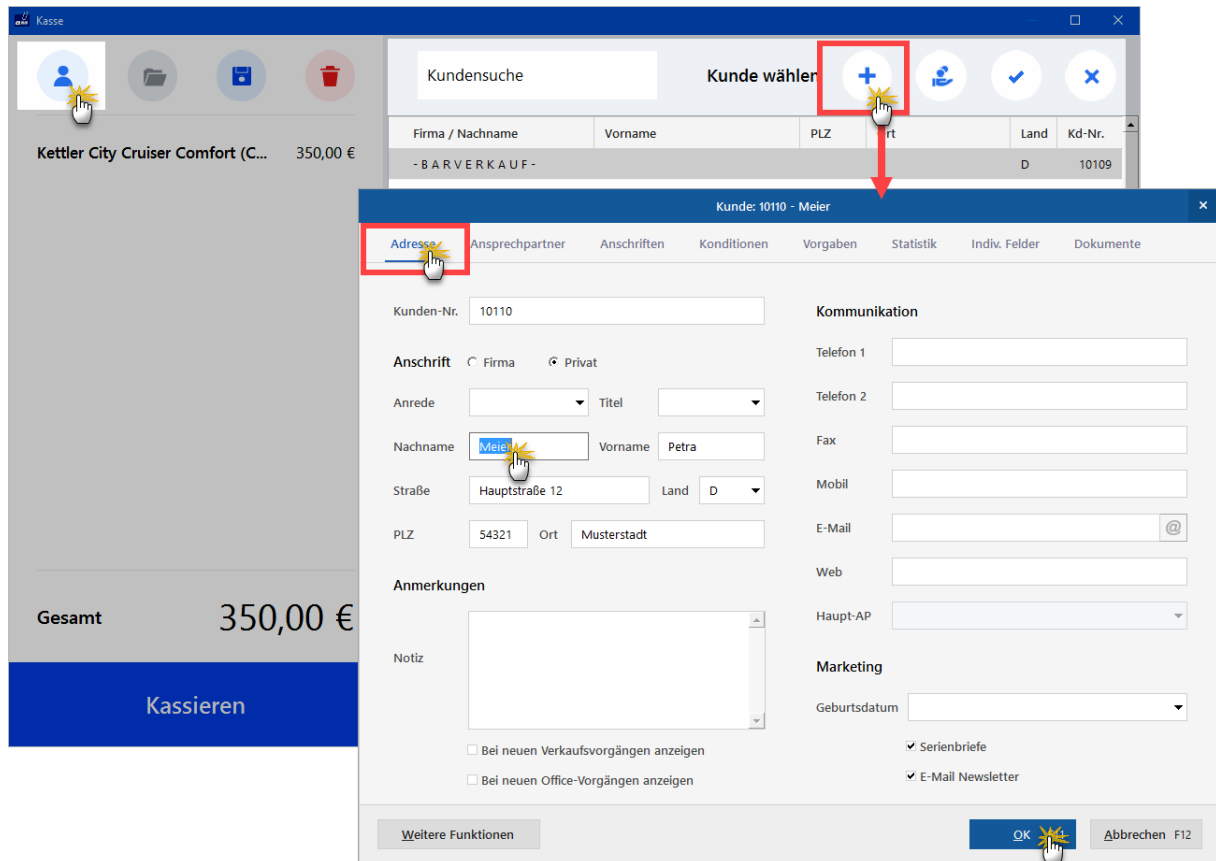 Kasse
Kundensuche
Kunde wählen
Firma / Nachname Vorname PLZ Land Kd-Nr.
- B A R V E R K A U F - D 10109
Kettler City Cruiser Comfort (C... 350,00 €
Gesamt 350,00 €
Kassieren
Kunde: 10110 - Meier
Adresse Ansprechpartner Anschriften Konditionen Vorgaben Statistik Indiv. Felder Dokumente
Kunden-Nr. 10110
Anschrift Firma Privat
Anrede Titel
Nachname Meier Vorname Petra
Straße Hauptstraße 12 Land D
PLZ 54321 Ort Musterstadt
Anmerkungen
Notiz
Bei neuen Verkaufsvorgängen anzeigen
Bei neuen Office-Vorgängen anzeigen
Kommunikation
Telefon 1
Telefon 2
Fax
Mobil
E-Mail @
Web
Haupt-AP
Marketing
Geburtsdatum
Serienbriefe
E-Mail Newsletter
Weitere Funktionen OK Abbrechen F12